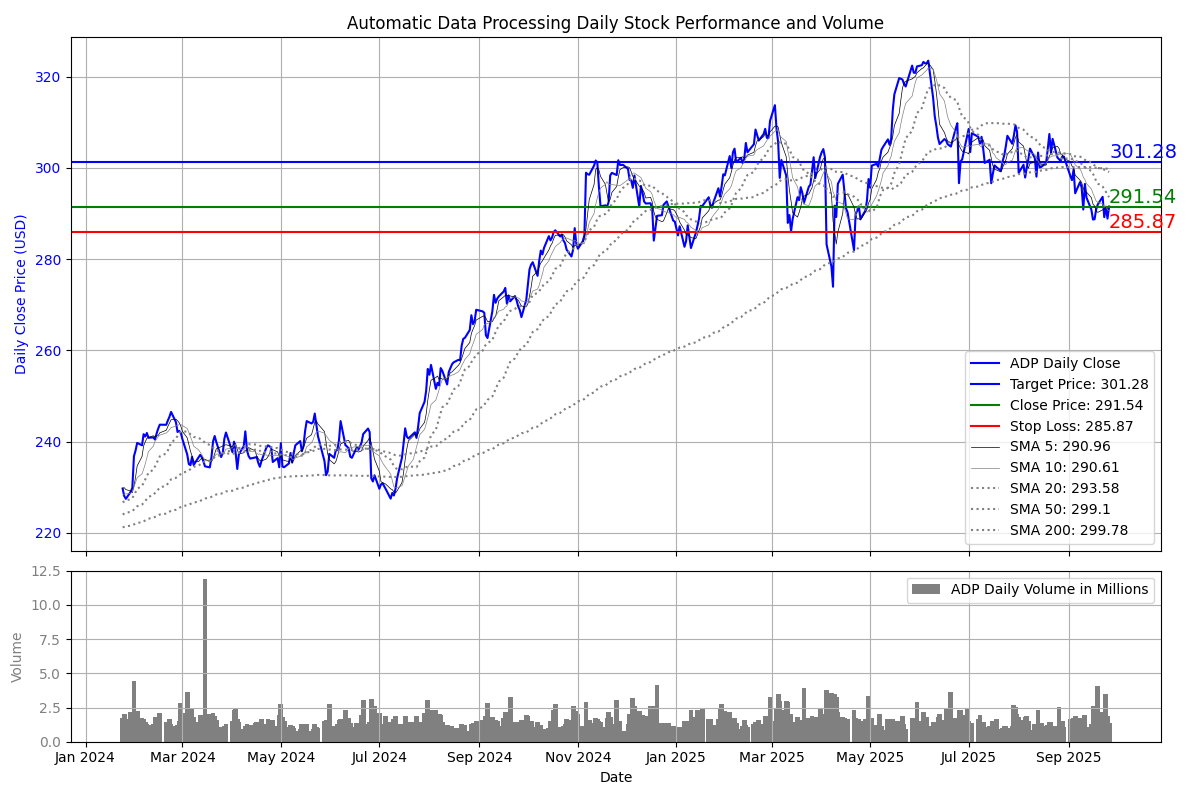 Automatic Data Processing Daily Stock Performance and Volume
Daily Close Price (USD)
320
300
280
260
240
220
301.28
291.54
285.87
ADP Daily Close
Target Price: 301.28
Close Price: 291.54
Stop Loss: 285.87
SMA 5: 290.96
SMA 10: 290.61
SMA 20: 293.58
SMA 50: 299.1
SMA 200: 299.78
Volume
12.5
10.0
7.5
5.0
2.5
0.0
ADP Daily Volume in Millions
Jan 2024 Mar 2024 May 2024 Jul 2024 Sep 2024 Nov 2024 Jan 2025 Mar 2025 May 2025 Jul 2025 Sep 2025
Date